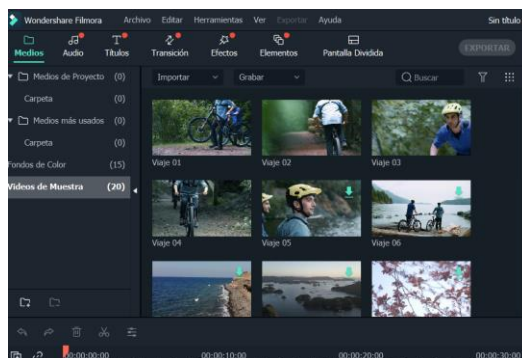 Wondershare Filmora Archivo Editar Herramientas Ver Exportar Ayuda Sin título
Medios Audio Títulos Transición Efectos Elementos Pantalla Dividida EXPORTAR
Medios de Proyecto (0) Importar Grabar Buscar
Carpeta (0)
Medios más usados (0)
Carpeta (0)
Fondos de Color (15)
Videos de Muestra (20)
Viaje 01 Viaje 02 Viaje 03
Viaje 04 Viaje 05 Viaje 06
00:00:00:00 00:00:10:00 00:00:20:00 00:00:30:00